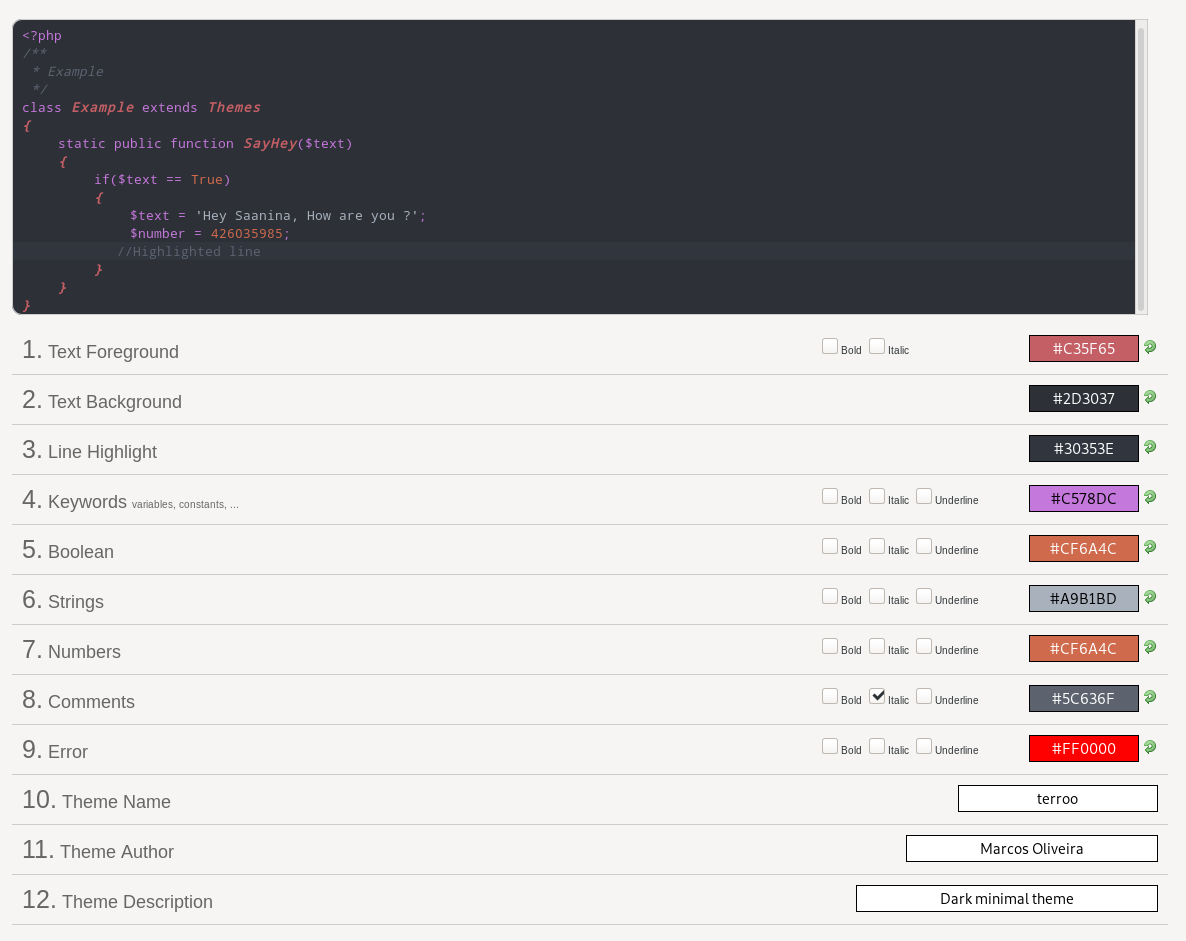 <?php
/**
 * Example
 */
class Example extends Themes
{
static public function SayHey($text)
{
if($text == True)
{
$text = 'Hey Saanina, How are you ?';
$number = 426035985;
//Highlighted line
}
}
}
1. Text Foreground Bold Italic #C35F65
2. Text Background #2D3037
3. Line Highlight #30353E
4. Keywords variables, constants, ... Bold Italic Underline #C578DC
5. Boolean Bold Italic Underline #CF6A4C
6. Strings Bold Italic Underline #A9B1BD
7. Numbers Bold Italic Underline #CF6A4C
8. Comments Bold Italic Underline #5C636F
9. Error Bold Italic Underline #FF0000
10. Theme Name terroo
11. Theme Author Marcos Oliveira
12. Theme Description Dark minimal theme